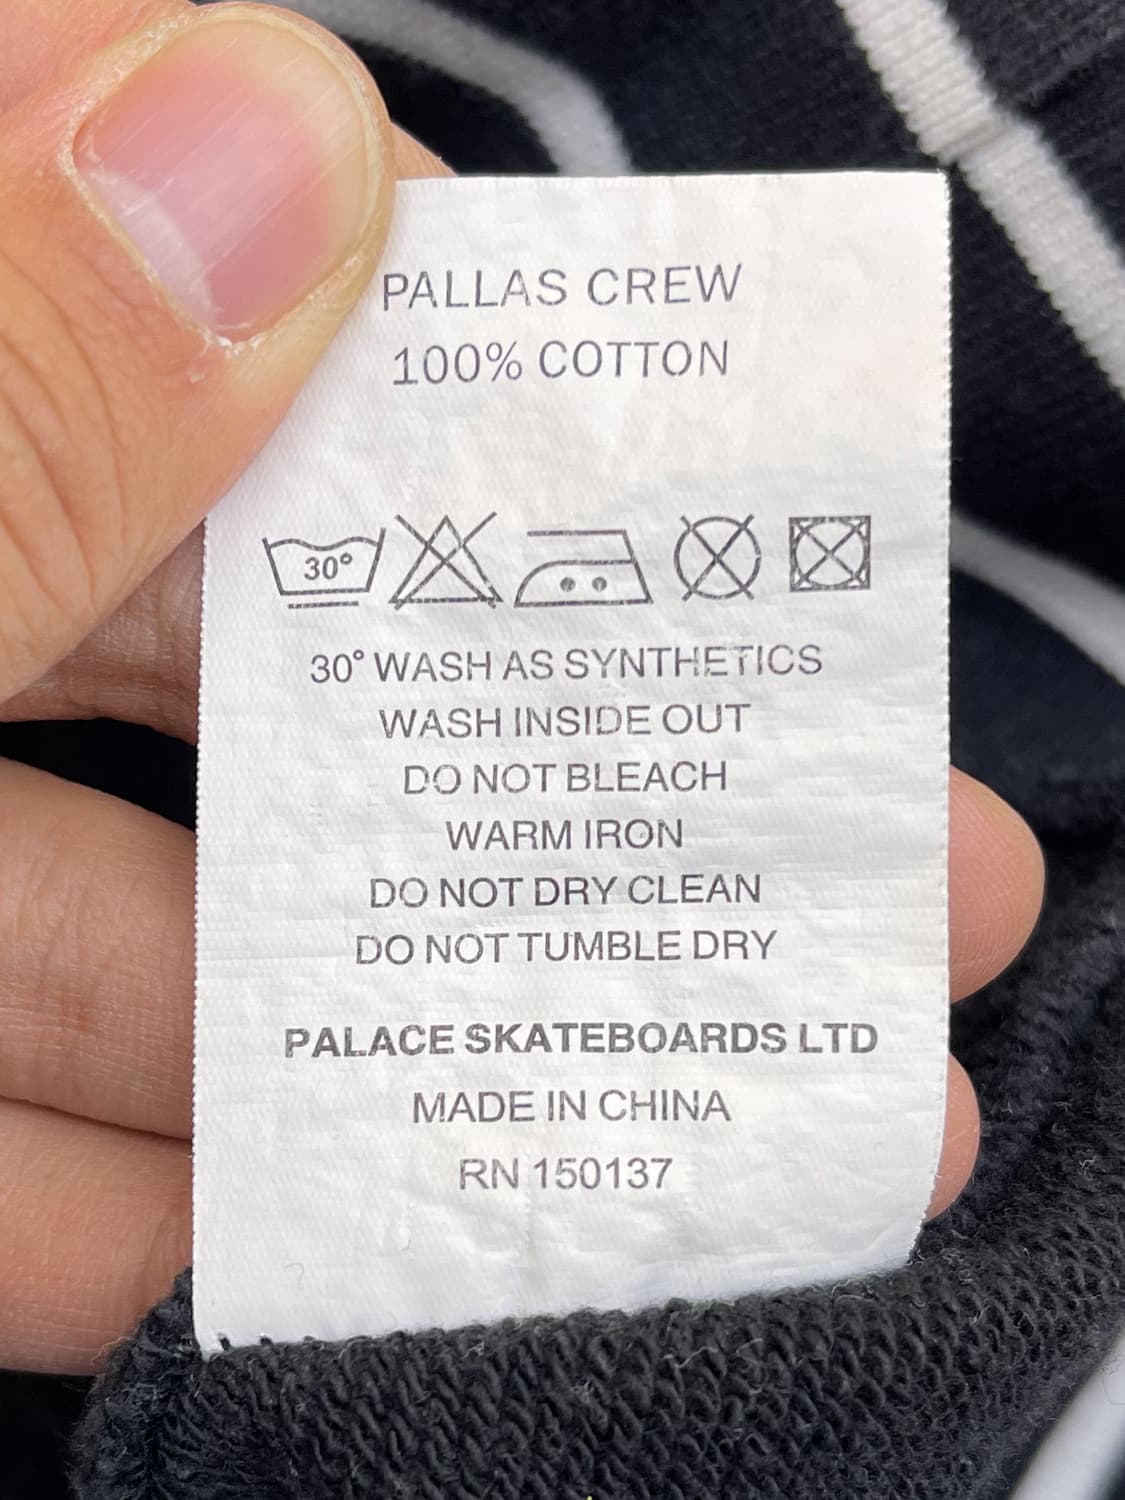 PALLAS CREW
100% COTTON
30°
30° WASH AS SYNTHETICS
WASH INSIDE OUT
DO NOT BLEACH
WARM IRON
DO NOT DRY CLEAN
DO NOT TUMBLE DRY
PALACE SKATEBOARDS LTD
MADE IN CHINA
RN 150137